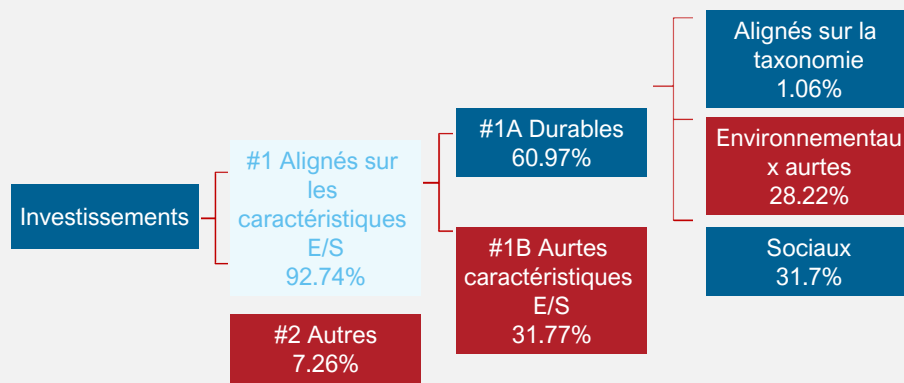 Investissements
#1 Alignés sur
les
caractéristiques
E/S
92.74%
#2 Autres
7.26%
#1A Durables
60.97%
#1B Aurtes
caractéristiques
E/S
31.77%
Alignés sur la
taxonomie
1.06%
Environnementau
x aurtes
28.22%
Sociaux
31.7%